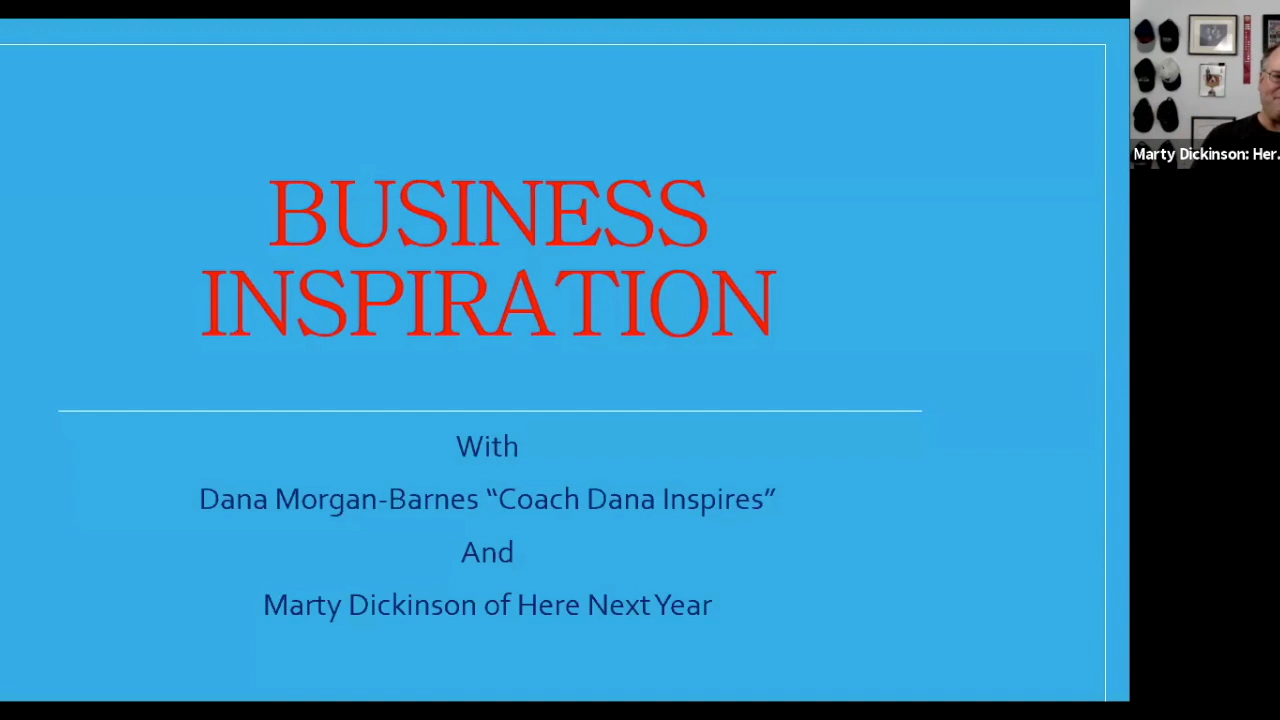 BUSINESS
INSPIRATION
With
Dana Morgan-Barnes “Coach Dana Inspires”
And
Marty Dickinson of Here Next Year
Marty Dickinson: Her...